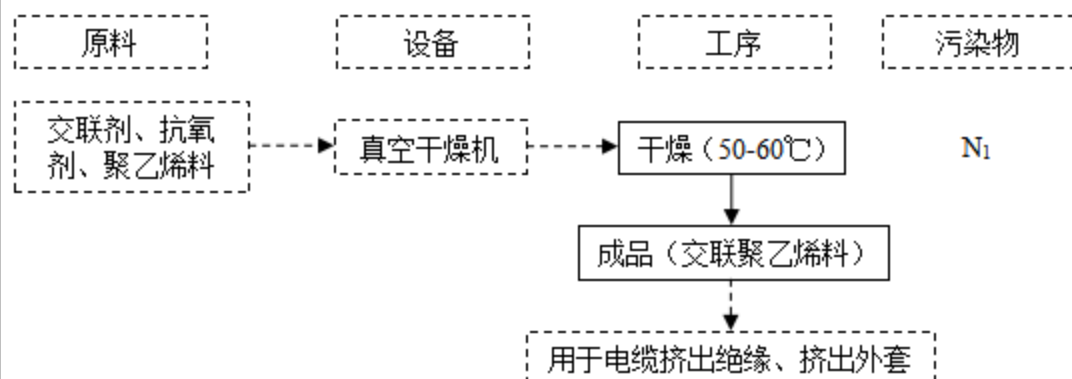 原料
设备
工序
污染物
交联剂、抗氧
剂、聚乙烯料
真空干燥机
干燥（50-60℃）
N₁
成品（交联聚乙烯料）
用于电缆挤出绝缘、挤出外套